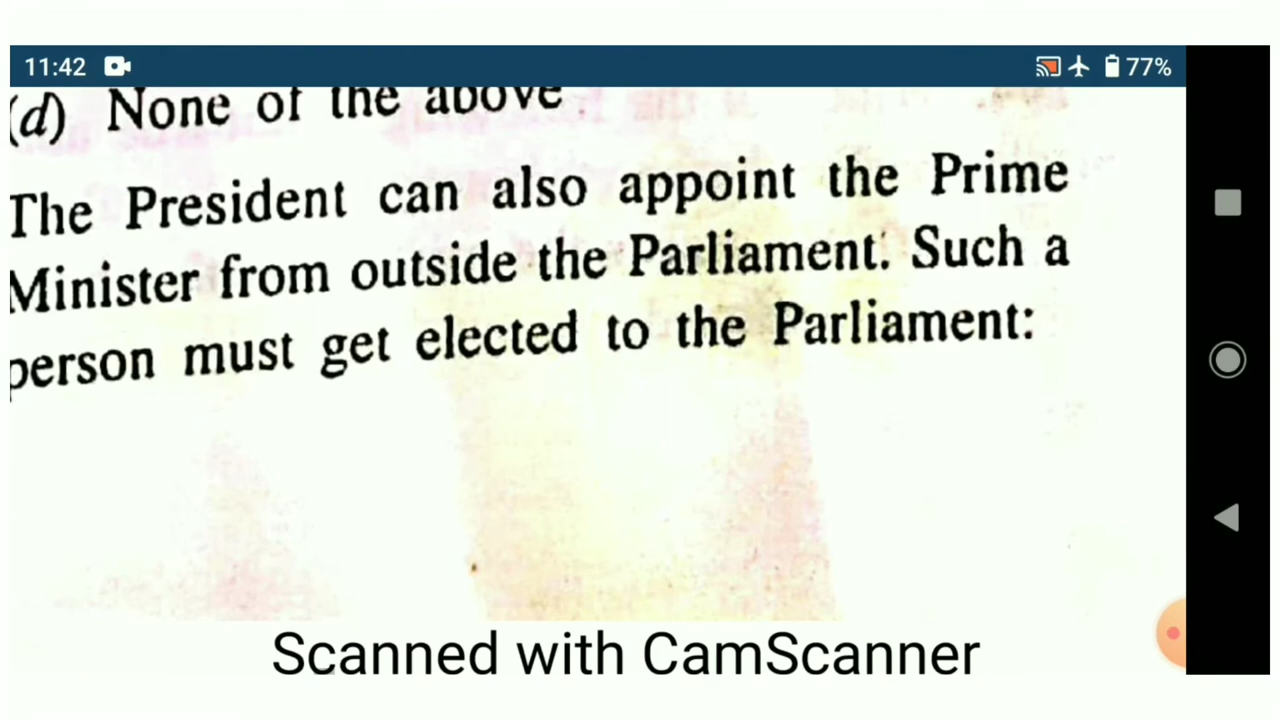 11:42 77%
(d) None of the above
The President can also appoint the Prime
Minister from outside the Parliament. Such a
person must get elected to the Parliament:
Scanned with CamScanner